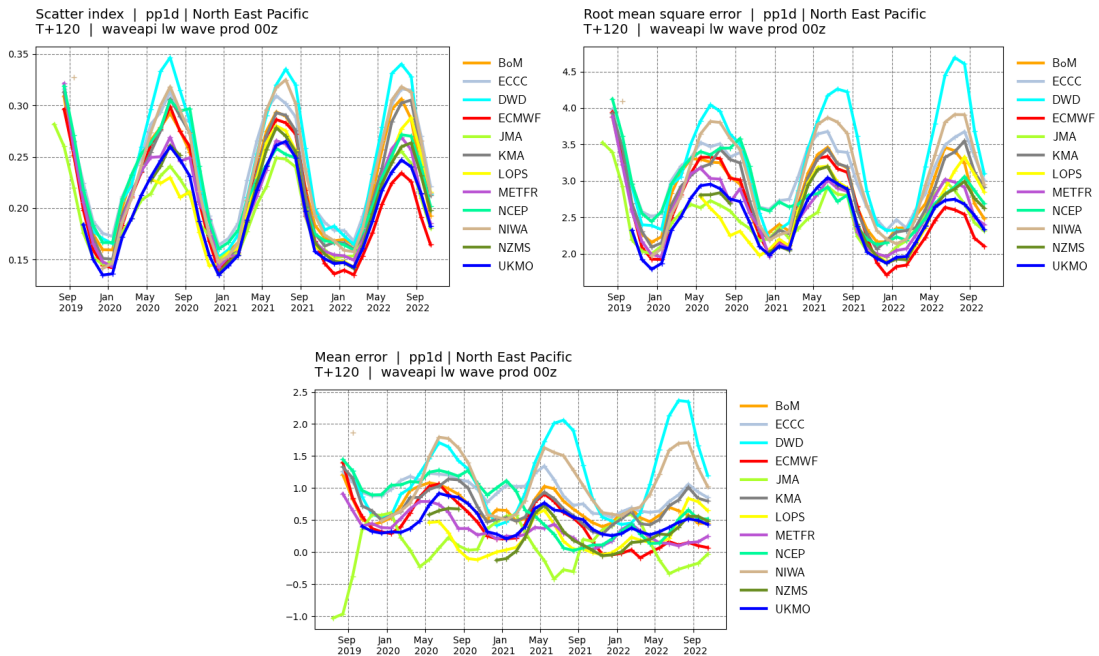 Scatter index | pp1d | North East Pacific
T+120 | waveapi lw wave prod 00z
0.35
0.30
0.25
0.20
0.15
Sep 2019
Jan 2020
May 2020
Sep 2020
Jan 2021
May 2021
Sep 2021
Jan 2022
May 2022
Sep 2022
BoM
ECCC
DWD
ECMWF
JMA
KMA
LOPS
METFR
NCEP
NIWA
NZMS
UKMO
Root mean square error | pp1d | North East Pacific
T+120 | waveapi lw wave prod 00z
4.5
4.0
3.5
3.0
2.5
2.0
Sep 2019
Jan 2020
May 2020
Sep 2020
Jan 2021
May 2021
Sep 2021
Jan 2022
May 2022
Sep 2022
BoM
ECCC
DWD
ECMWF
JMA
KMA
LOPS
METFR
NCEP
NIWA
NZMS
UKMO
Mean error | pp1d | North East Pacific
T+120 | waveapi lw wave prod 00z
2.5
2.0
1.5
1.0
0.5
0.0
−0.5
−1.0
Sep 2019
Jan 2020
May 2020
Sep 2020
Jan 2021
May 2021
Sep 2021
Jan 2022
May 2022
Sep 2022
BoM
ECCC
DWD
ECMWF
JMA
KMA
LOPS
METFR
NCEP
NIWA
NZMS
UKMO